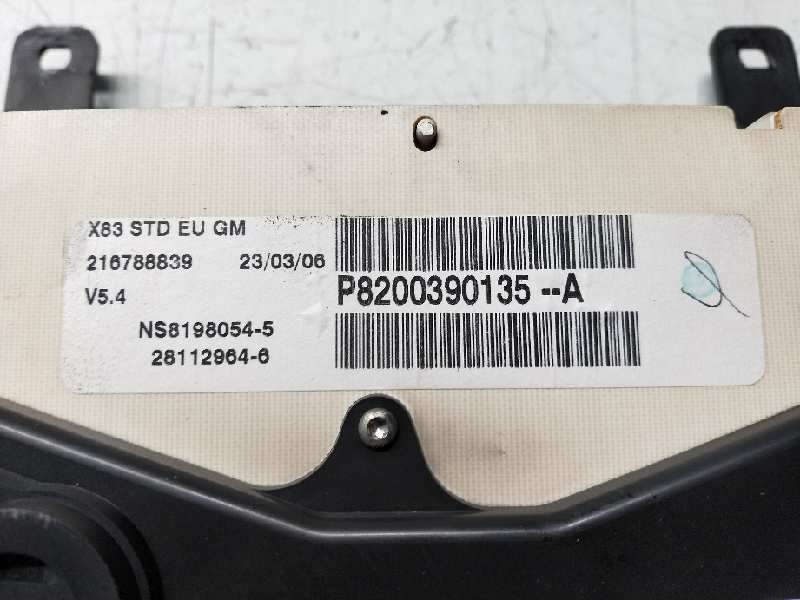 X83 STD EU GM
216788839 23/03/06
V5.4
P8200390135--A
NS8198054-5
28112964-6